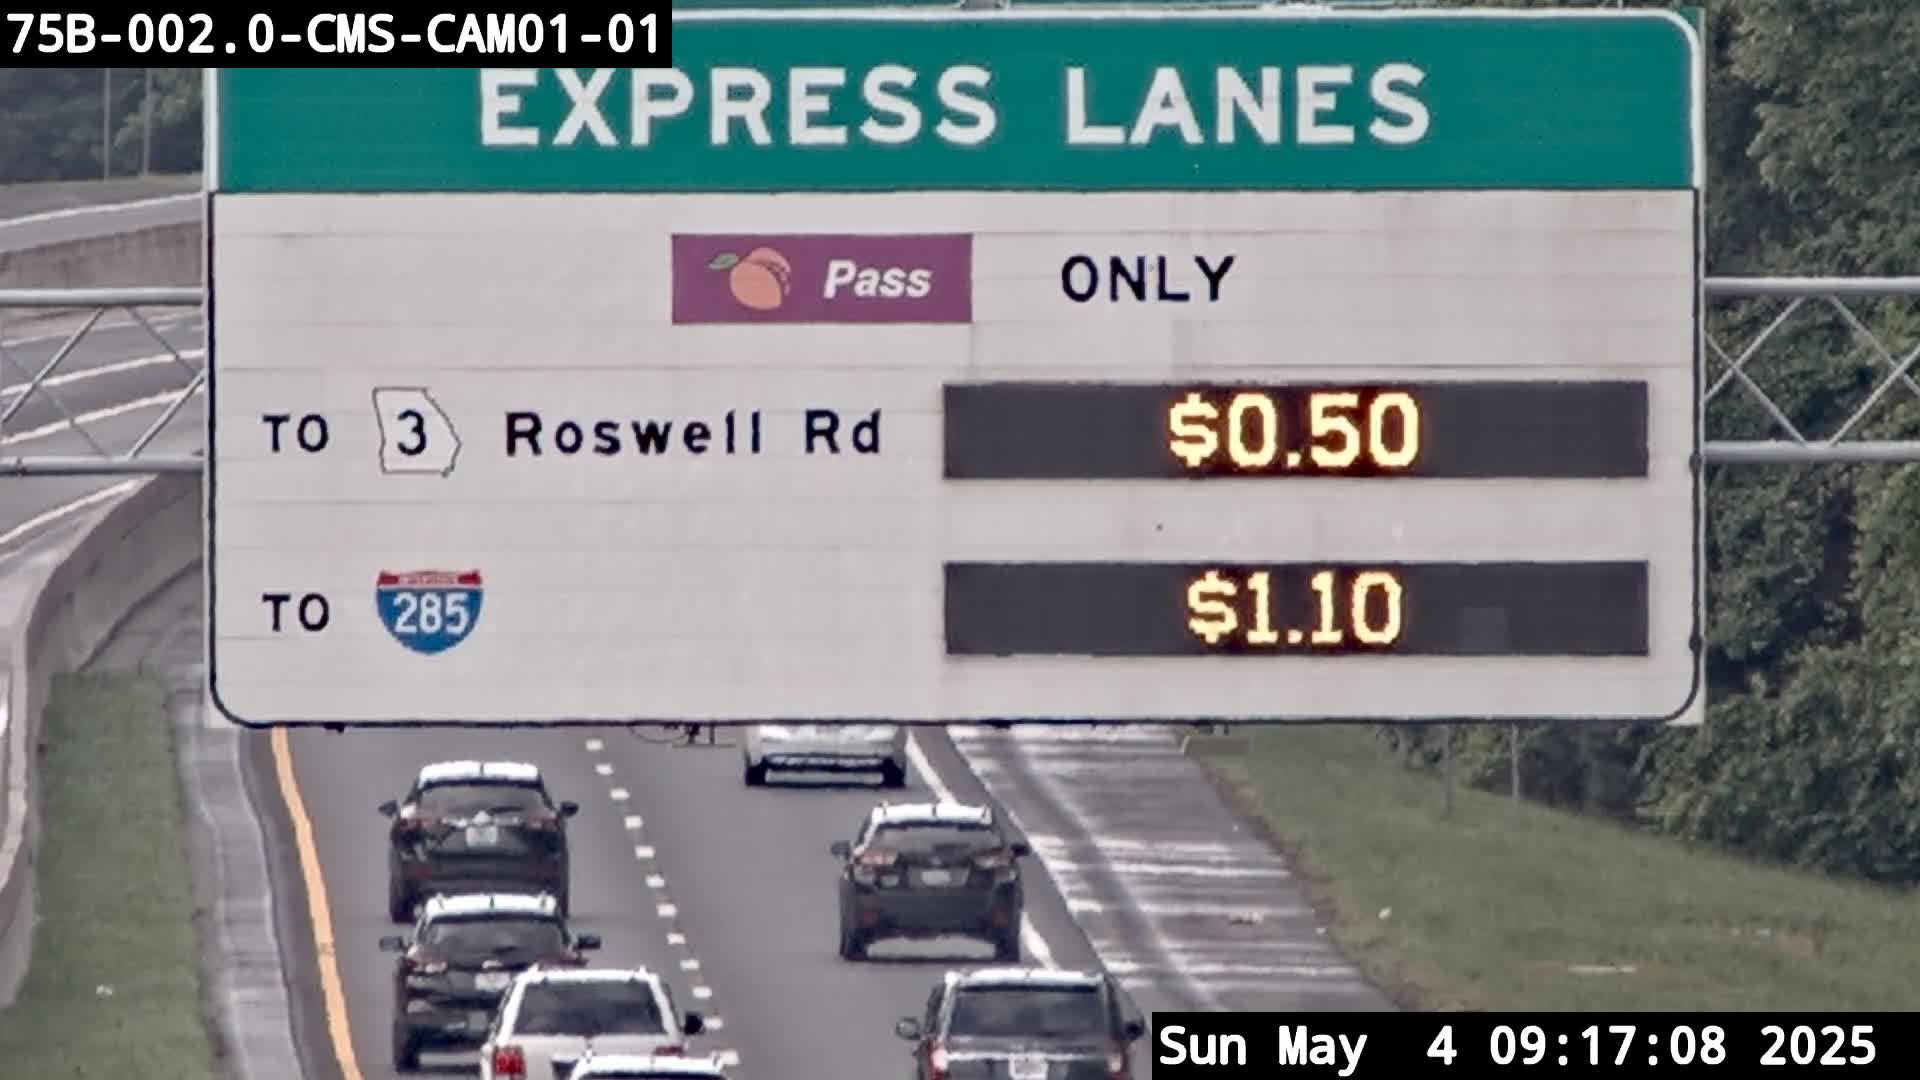 75B-002.0-CMS-CAM01-01
EXPRESS LANES
Pass ONLY
TO 3 Roswell Rd $0.50
TO 285 $1.10
Sun May 4 09:17:08 2025